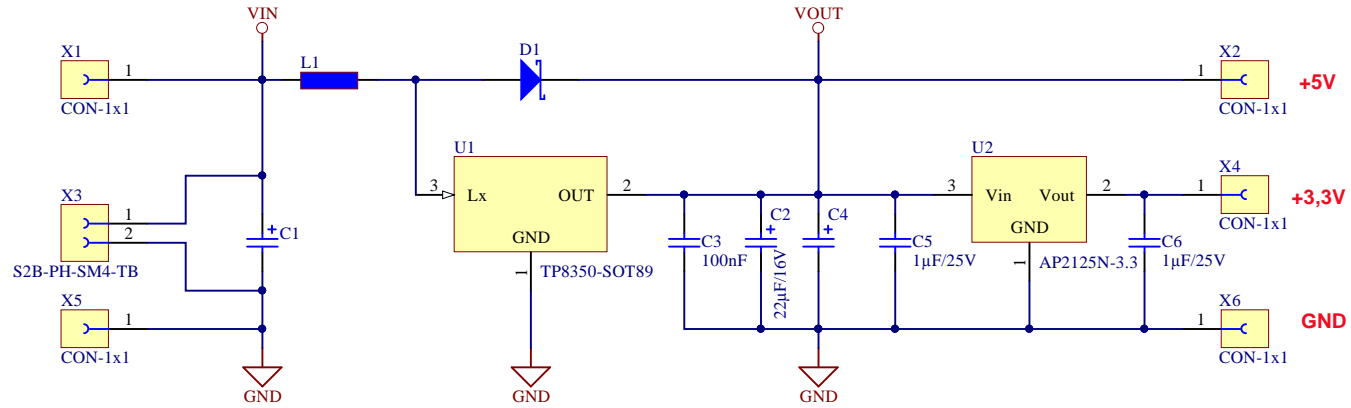 VIN
VOUT
X1
1
CON-1x1
L1
D1
X2
1
CON-1x1
+5V
U1
3
Lx
OUT
2
GND
1
TP8350-SOT89
U2
3
Vin
Vout
2
GND
1
AP2125N-3.3
X4
1
CON-1x1
+3,3V
X3
1
2
S2B-PH-SM4-TB
+
C1
C3
100nF
C2
+
22µF/16V
C4
+
C5
1µF/25V
C6
1µF/25V
X5
1
CON-1x1
X6
1
CON-1x1
GND
GND
GND
GND